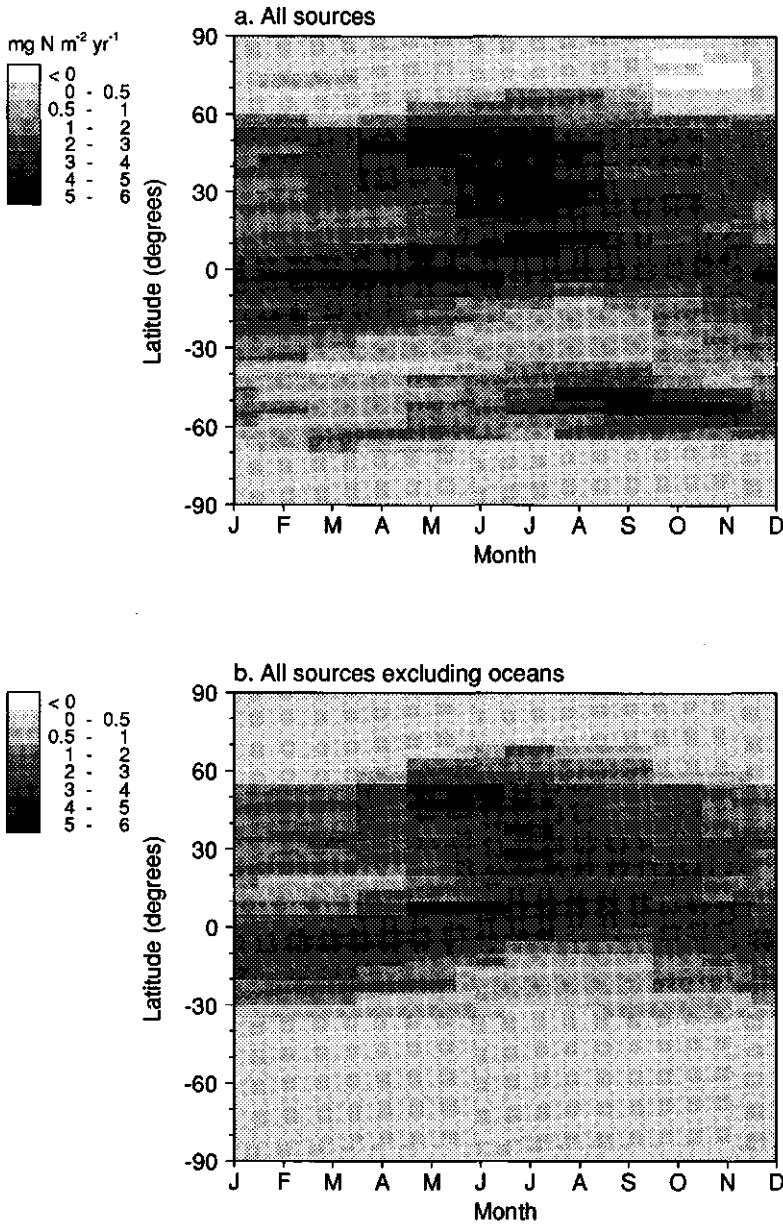 a. All sources
mg N m⁻² yr⁻¹
< 0
0 - 0.5
0.5 - 1
1 - 2
2 - 3
3 - 4
4 - 5
5 - 6
90
60
30
0
-30
-60
-90
Latitude (degrees)
J F M A M J J A S O N D
Month
b. All sources excluding oceans
< 0
0 - 0.5
0.5 - 1
1 - 2
2 - 3
3 - 4
4 - 5
5 - 6
90
60
30
0
-30
-60
-90
Latitude (degrees)
J F M A M J J A S O N D
Month